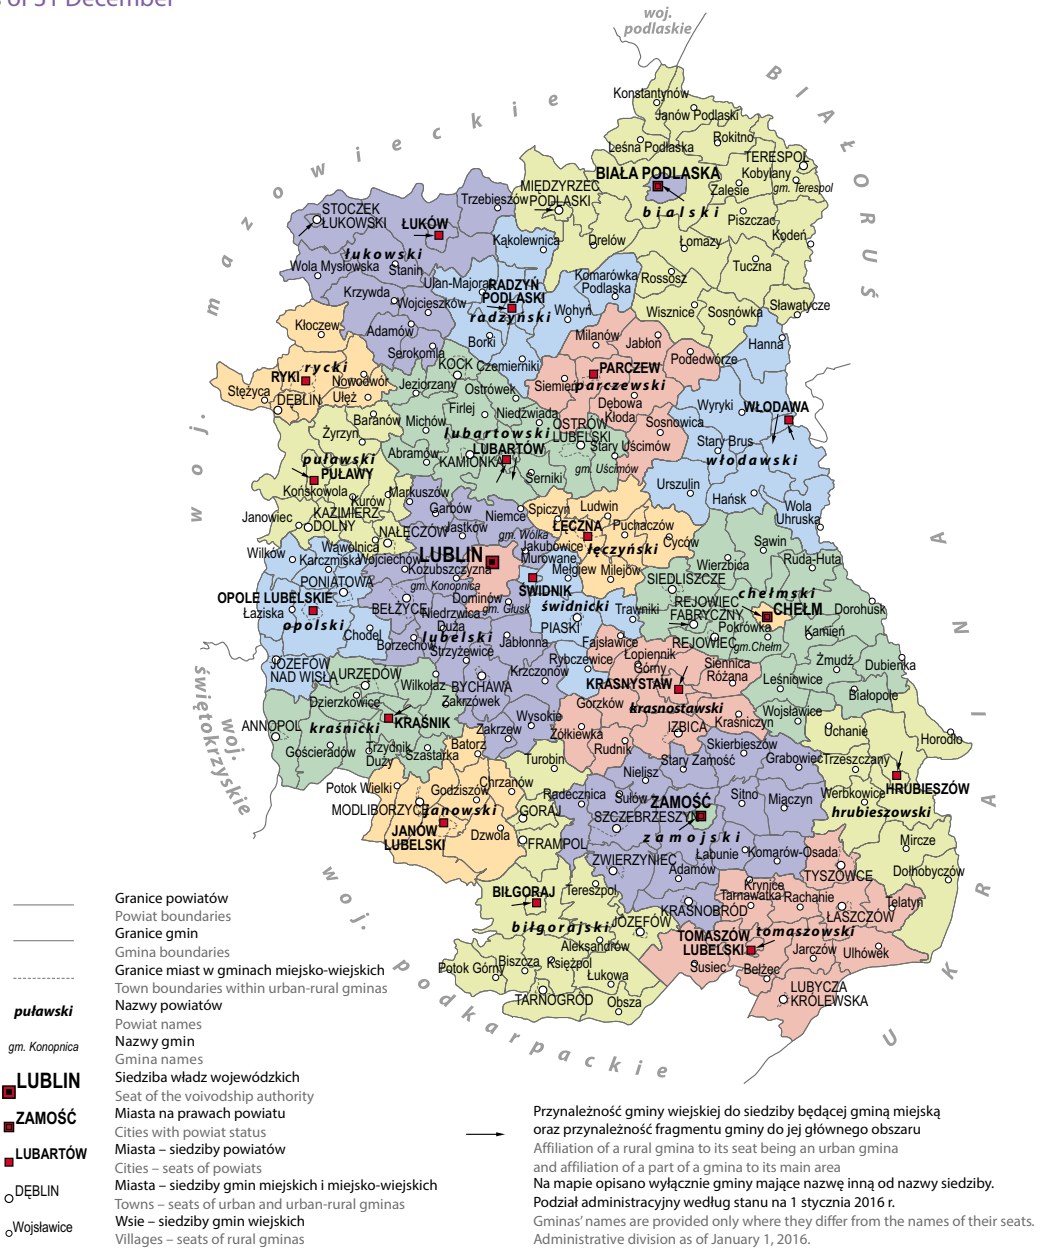 s of 31 December
woj.
podlaskie
BIAŁORUŚ
woj. mazowieckie
Konstantynów
Janów Podlaski
Rokitno
Leśna Podlaska
TERESPOL
BIAŁA PODLASKA
Kobylany
gm. Terespol
Zalesie
MIĘDZYRZEC
PODLASKI
bialski
Trzebieszów
Piszczac
STOCZEK
ŁUKOWSKI
ŁUKÓW
Kąkolewnica
Drelów
Łomazy
Kodeń
łukowski
Wola Mysłowska
Stanin
Tuczna
Ulan-Majorat
RADZYŃ
PODLASKI
Komarówka
Podlaska
Rossosz
Krzywda
Wojcieszków
radzyński
Wohyń
Wisznice
Sosnówka
Sławatycze
Kłoczew
Adamów
Borki
Milanów
Jabłoń
Hanna
Serokomla
KOCK
Czemierniki
Podedwórze
rycki
RYKI
Nowodwór
Jeziorzany
Ostrówek
Siemień
PARCZEW
parczewski
Stężyca
DĘBLIN
Ułęż
Firlej
Niedźwiada
Dębowa
Kłoda
Wyryki
WŁODAWA
Baranów
Michów
OSTRÓW
LUBELSKI
Sosnowica
Żyrzyn
lubartowski
Stary Uścimów
Stary Brus
puławski
PUŁAWY
Abramów
LUBARTÓW
KAMIONKA
gm. Uścimów
włodawski
Końskowola
Kurów
Markuszów
Serniki
Urszulin
Hańsk
Wola
Uhruska
Janowiec
KAZIMIERZ
DOLNY
Garbów
Niemce
Spiczyn
Ludwin
ŁĘCZNA
Puchaczów
NAŁĘCZÓW
Jastków
gm. Wólka
Cyców
Sawin
Wilków
Wąwolnica
Karczmiska
Wojciechów
LUBLIN
Jakubowice
Murowane
łęczyński
Ruda-Huta
Kozubszczyzna
Mełgiew
Milejów
Wierzbica
PONIATOWA
gm. Konopnica
SIEDLISZCZE
OPOLE LUBELSKIE
ŚWIDNIK
chełmski
Łaziska
BEŁŻYCE
Dominów
gm. Głusk
świdnicki
Trawniki
REJOWIEC
FABRYCZNY
CHEŁM
Dorohusk
opolski
Niedrzwica
Duża
PIASKI
Pokrówka
gm.Chełm
Kamień
Chodel
Borzechów
lubelski
Jabłonna
Fajsławice
REJOWIEC
Strzyżewice
Łopiennik
Górny
JÓZEFÓW
NAD WISŁĄ
URZĘDÓW
Rybczewice
Siennica
Różana
Żmudź
Dubienka
Wilkołaz
BYCHAWA
Krzczonów
KRASNYSTAW
Leśniowice
Dzierzkowice
Zakrzówek
Gorzków
krasnostawski
Białopole
ANNOPOL
kraśnicki
KRAŚNIK
Wysokie
IZBICA
Kraśniczyn
Wojsławice
Zakrzew
Żółkiewka
Uchanie
Horodło
Gościeradów
Trzydnik
Duży
Batorz
Szastarka
Rudnik
Skierbieszów
Turobin
Stary Zamość
Grabowiec
Trzeszczany
Nielisz
Potok Wielki
Godziszów
Chrzanów
Werbkowice
HRUBIESZÓW
MODLIBORZYCE
janowski
Radecznica
Sułów
ZAMOŚĆ
Sitno
Miączyn
hrubieszowski
JANÓW
LUBELSKI
Dzwola
GORAJ
SZCZEBRZESZYN
zamojski
Mircze
FRAMPOL
ZWIERZYNIEC
Łabunie
Komarów-Osada
Dołhobyczów
Adamów
TYSZOWCE
BIŁGORAJ
Tereszpol
Krynice
Tarnawatka
Rachanie
Telatyn
KRASNOBRÓD
ŁASZCZÓW
biłgorajski
JÓZEFÓW
TOMASZÓW
LUBELSKI
tomaszowski
Aleksandrów
Jarczów
Ulhówek
Potok Górny
Biszcza
Księżpol
Susiec
Bełżec
Łukowa
LUBYCZA
KRÓLEWSKA
TARNOGRÓD
Obsza
woj.
świętokrzyskie
woj. podkarpackie
UKRAINA
Granice powiatów
Powiat boundaries
Granice gmin
Gmina boundaries
Granice miast w gminach miejsko-wiejskich
Town boundaries within urban-rural gminas
puławski
Nazwy powiatów
Powiat names
gm. Konopnica
Nazwy gmin
Gmina names
LUBLIN
Siedziba władz wojewódzkich
Seat of the voivodship authority
ZAMOŚĆ
Miasta na prawach powiatu
Cities with powiat status
LUBARTÓW
Miasta – siedziby powiatów
Cities – seats of powiats
DĘBLIN
Miasta – siedziby gmin miejskich i miejsko-wiejskich
Towns – seats of urban and urban-rural gminas
Wojsławice
Wsie – siedziby gmin wiejskich
Villages – seats of rural gminas
Przynależność gminy wiejskiej do siedziby będącej gminą miejską
oraz przynależność fragmentu gminy do jej głównego obszaru
Affiliation of a rural gmina to its seat being an urban gmina
and affiliation of a part of a gmina to its main area
Na mapie opisano wyłącznie gminy mające nazwę inną od nazwy siedziby.
Podział administracyjny według stanu na 1 stycznia 2016 r.
Gminas' names are provided only where they differ from the names of their seats.
Administrative division as of January 1, 2016.